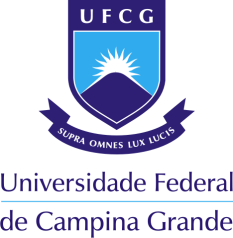 UFCG
SUPRA OMNES LUX LUCIS
Universidade Federal
de Campina Grande